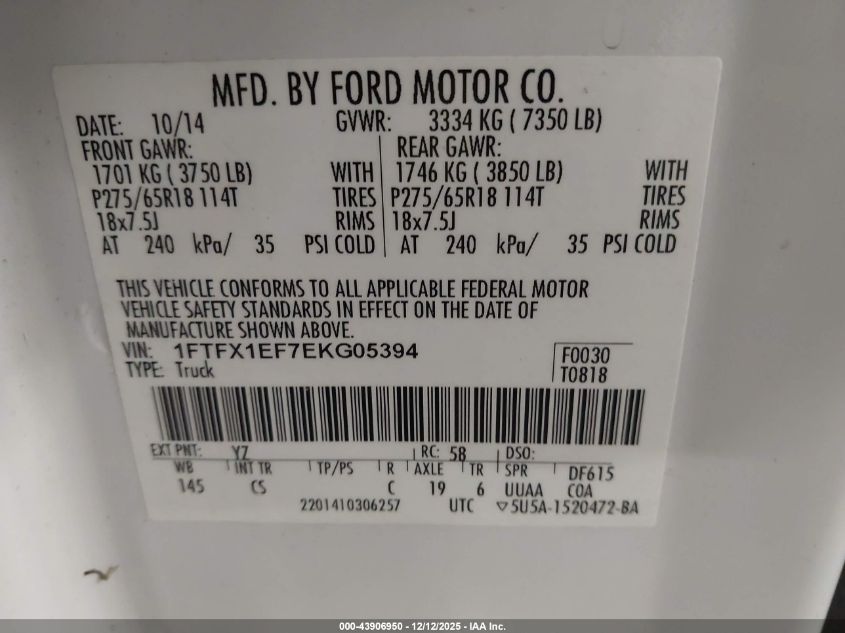 MFD. BY FORD MOTOR CO.
DATE: 10/14 GVWR: 3334 KG ( 7350 LB)
FRONT GAWR: REAR GAWR:
1701 KG ( 3750 LB) WITH 1746 KG ( 3850 LB) WITH
P275/65R18 114T TIRES P275/65R18 114T TIRES
18x7.5J RIMS 18x7.5J RIMS
AT 240 kPa/ 35 PSI COLD AT 240 kPa/ 35 PSI COLD
THIS VEHICLE CONFORMS TO ALL APPLICABLE FEDERAL MOTOR
VEHICLE SAFETY STANDARDS IN EFFECT ON THE DATE OF
MANUFACTURE SHOWN ABOVE.
VIN: 1FTFX1EF7EKG05394 F0030
TYPE: Truck T0818
EXT PNT: YZ RC: 58 DSO:
WB INT TR TP/PS R AXLE TR SPR DF615
145 CS C 19 6 UUAA COA
2201410306257 UTC ▽5U5A-1520472-BA
000-43906950 - 12/12/2025 - IAA Inc.